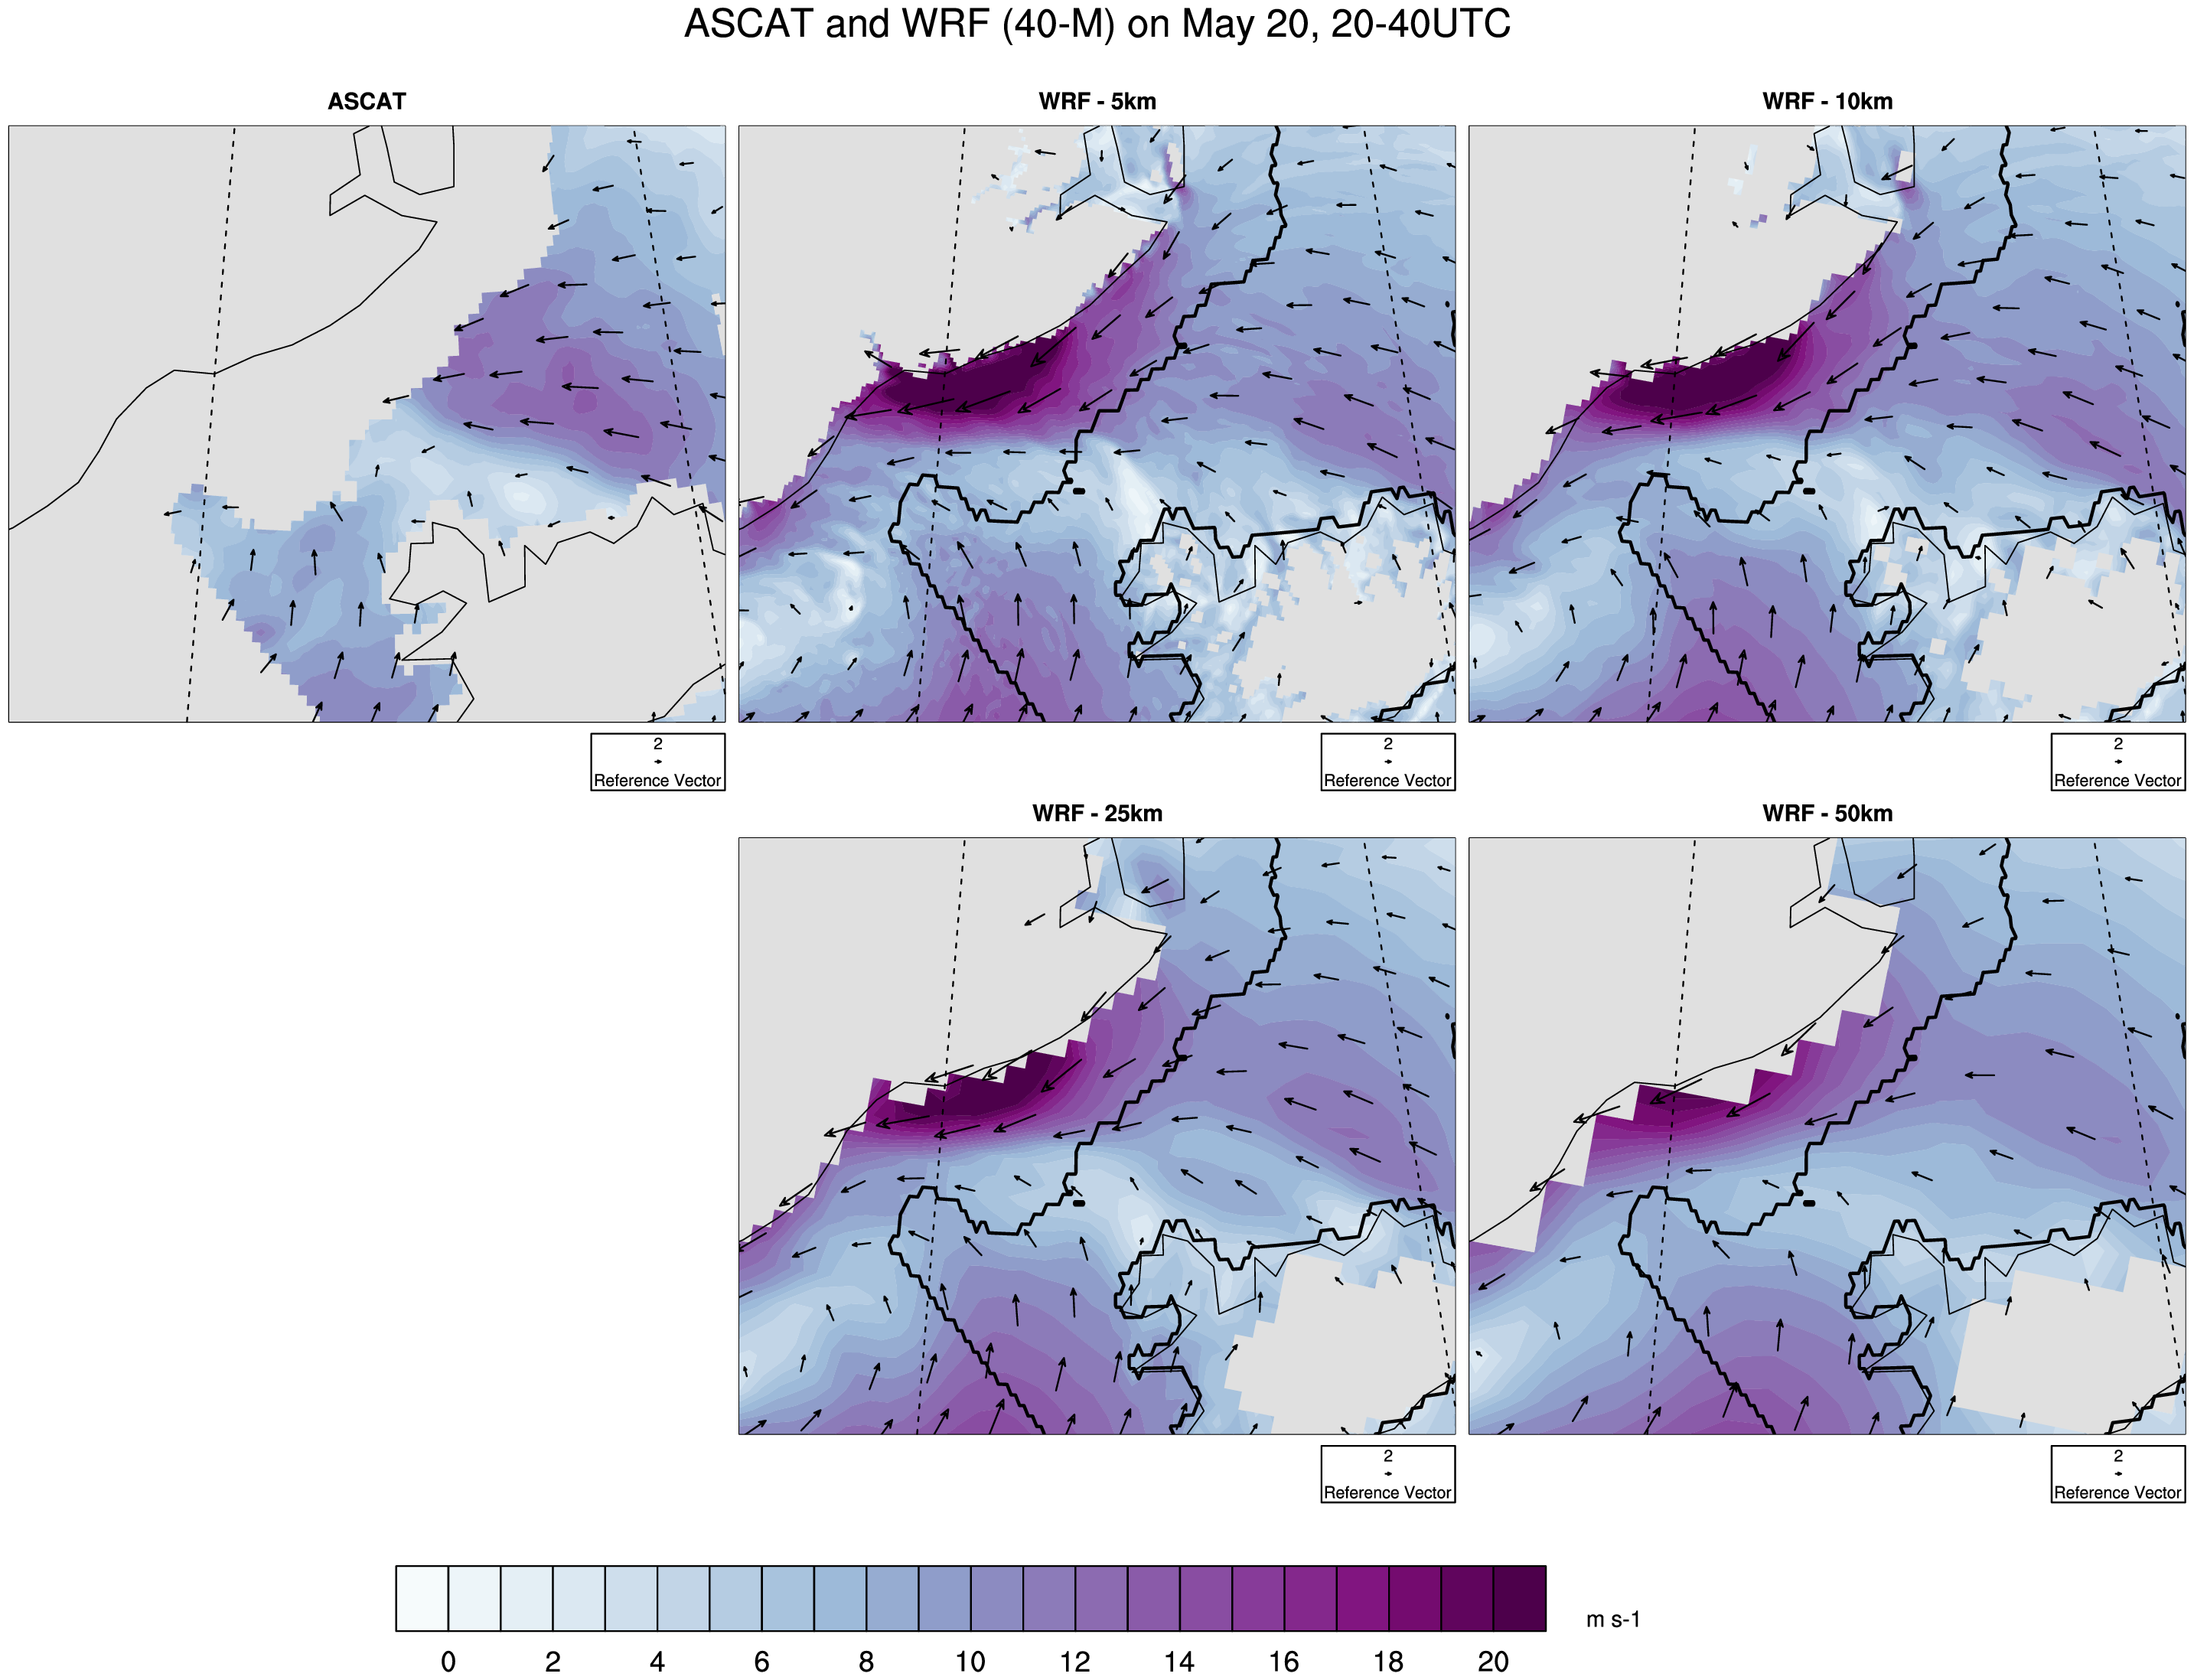 ASCAT and WRF (40-M) on May 20, 20-40UTC
ASCAT
WRF - 5km
WRF - 10km
2
Reference Vector
2
Reference Vector
2
Reference Vector
WRF - 25km
WRF - 50km
2
Reference Vector
2
Reference Vector
m s-1
0 2 4 6 8 10 12 14 16 18 20